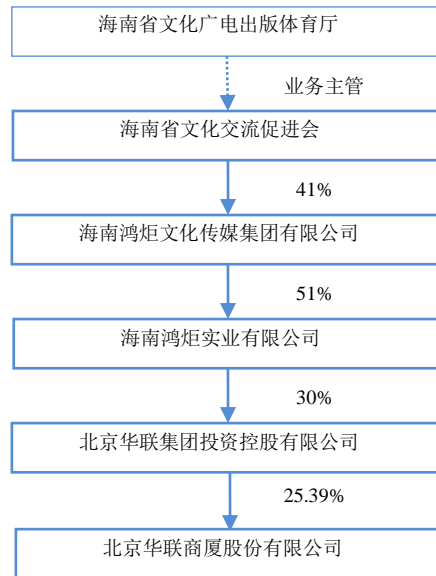 海南省文化广电出版体育厅
业务主管
海南省文化交流促进会
41%
海南鸿炬文化传媒集团有限公司
51%
海南鸿炬实业有限公司
30%
北京华联集团投资控股有限公司
25.39%
北京华联商厦股份有限公司